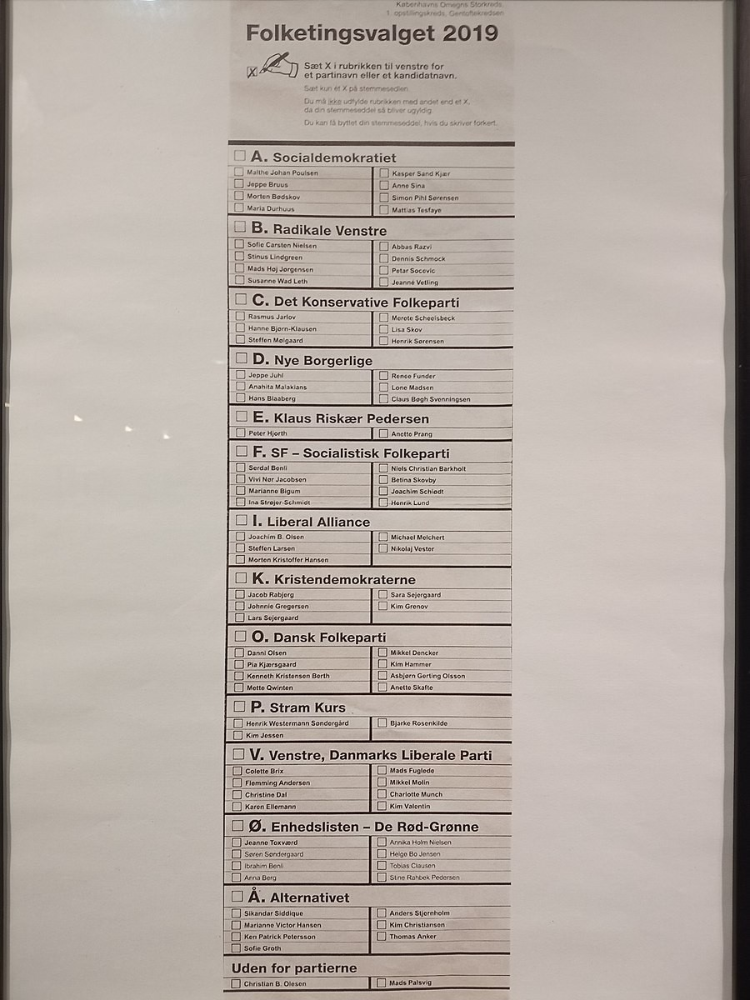 Københavns Omegns Storkreds
1. opstillingskreds, Gentoftekredsen
Folketingsvalget 2019
Sæt X i rubrikken til venstre for
et partinavn eller et kandidatnavn.
Sæt kun ét X på stemmesedlen.
Du må ikke udfylde rubrikken med andet end et X,
da din stemmeseddel så bliver ugyldig.
Du kan få byttet din stemmeseddel, hvis du skriver forkert.
A. Socialdemokratiet
Malthe Johan Poulsen
Jeppe Bruus
Morten Bødskov
Maria Durhuus
Kasper Sand Kjær
Anne Sina
Simon Pihl Sørensen
Mattias Tesfaye
B. Radikale Venstre
Sofie Carsten Nielsen
Stinus Lindgreen
Mads Høj Jørgensen
Susanne Wad Leth
Abbas Razvi
Dennis Schmock
Petar Socevic
Jeanne Vetling
C. Det Konservative Folkeparti
Rasmus Jarlov
Hanne Bjørn-Klausen
Steffen Mølgaard
Merete Scheelsbeck
Lisa Skov
Henrik Sørensen
D. Nye Borgerlige
Jeppe Juhl
Anahita Malakians
Hans Blaaberg
Renee Funder
Lone Madsen
Claus Bøgh Svenningsen
E. Klaus Riskær Pedersen
Peter Hjorth
Anette Prang
F. SF – Socialistisk Folkeparti
Serdal Benli
Vivi Nør Jacobsen
Marianne Bigum
Ina Strøjer-Schmidt
Niels Christian Barkholt
Betina Skovby
Joachim Schiødt
Henrik Lund
I. Liberal Alliance
Joachim B. Olsen
Steffen Larsen
Morten Kristoffer Hansen
Michael Melchert
Nikolaj Vester
K. Kristendemokraterne
Jacob Rabjerg
Johnnie Gregersen
Lars Sejergaard
Sara Sejergaard
Kim Grenov
O. Dansk Folkeparti
Danni Olsen
Pia Kjærsgaard
Kenneth Kristensen Berth
Mette Qwinten
Mikkel Dencker
Kim Hammer
Asbjørn Gerting Olsson
Anette Skafte
P. Stram Kurs
Henrik Westermann Søndergård
Kim Jessen
Bjarke Rosenkilde
V. Venstre, Danmarks Liberale Parti
Colette Brix
Flemming Andersen
Christine Dal
Karen Ellemann
Mads Fuglede
Mikkel Molin
Charlotte Munch
Kim Valentin
Ø. Enhedslisten – De Rød-Grønne
Jeanne Toxværd
Søren Søndergaard
Ibrahim Benli
Anna Berg
Annika Holm Nielsen
Helge Bo Jensen
Tobias Clausen
Stine Rahbek Pedersen
Å. Alternativet
Sikandar Siddique
Marianne Victor Hansen
Ken Patrick Petersson
Sofie Groth
Anders Stjernholm
Kim Christiansen
Thomas Anker
Uden for partierne
Christian B. Olesen
Mads Palsvig